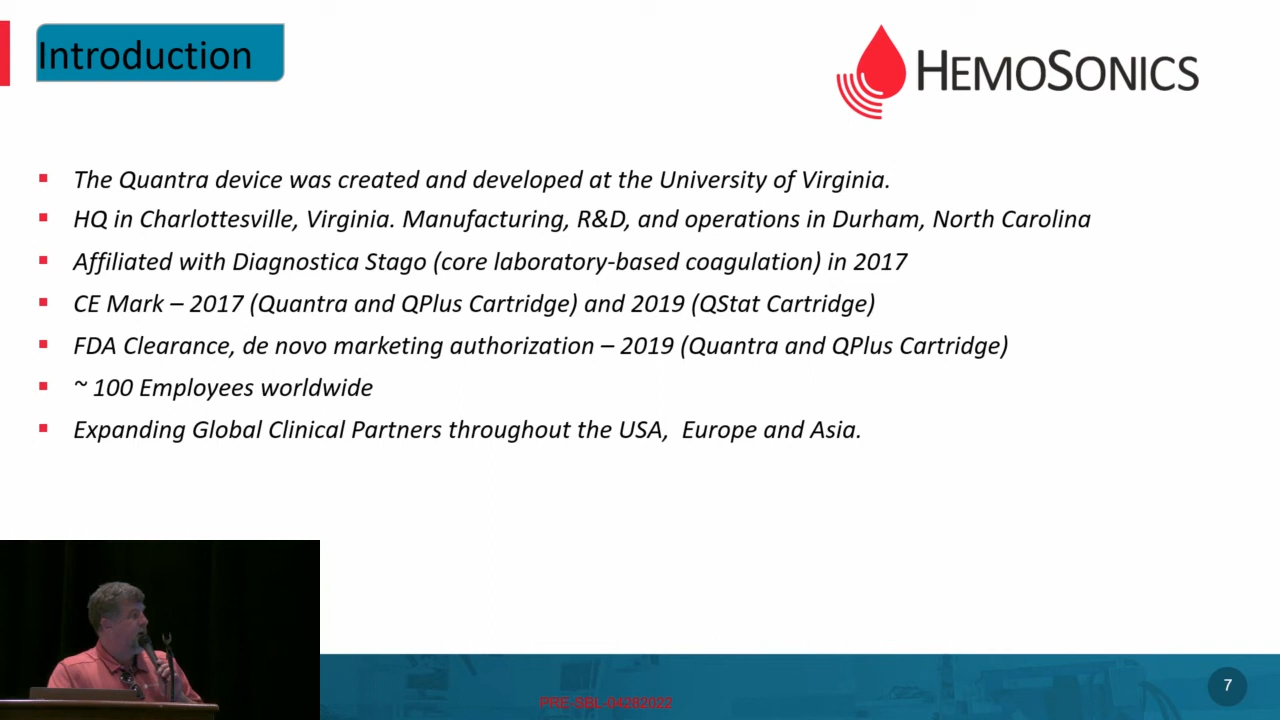 Introduction
HEMOSONICS
The Quantra device was created and developed at the University of Virginia.
HQ in Charlottesville, Virginia. Manufacturing, R&D, and operations in Durham, North Carolina
Affiliated with Diagnostica Stago (core laboratory-based coagulation) in 2017
CE Mark – 2017 (Quantra and QPlus Cartridge) and 2019 (QStat Cartridge)
FDA Clearance, de novo marketing authorization – 2019 (Quantra and QPlus Cartridge)
~ 100 Employees worldwide
Expanding Global Clinical Partners throughout the USA,  Europe and Asia.
PRE-SBL-04282022
7